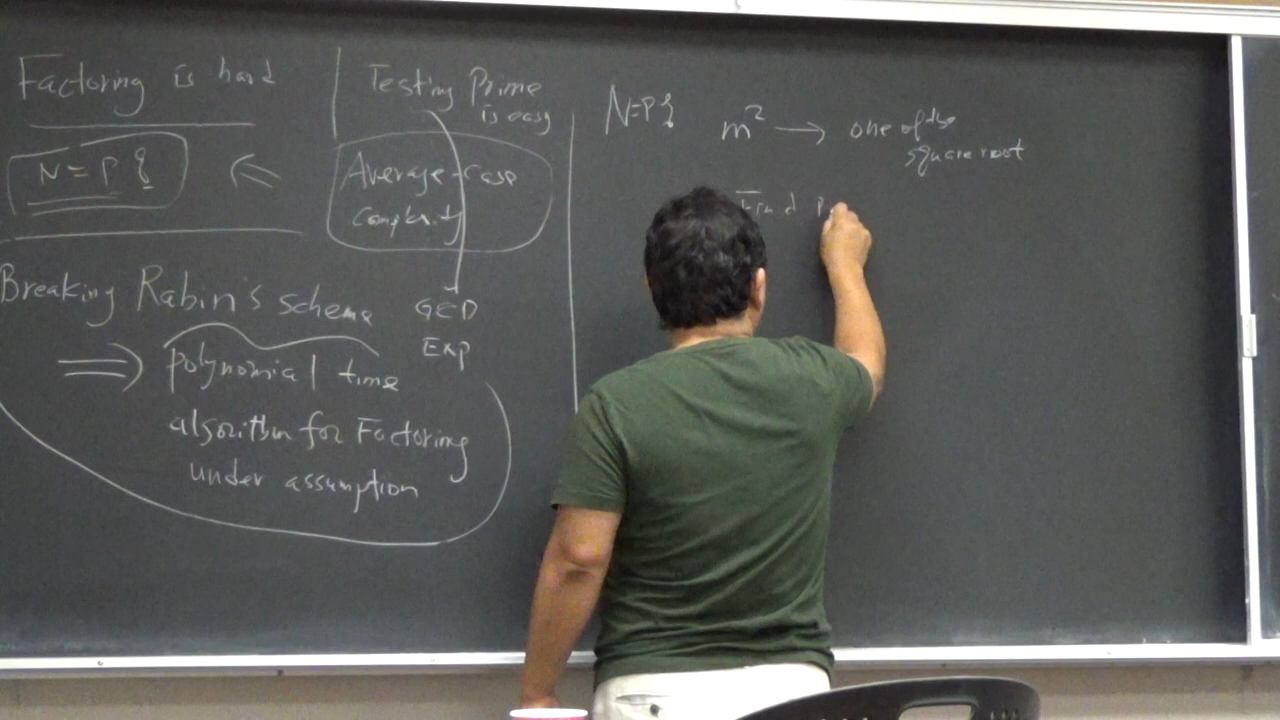 Factoring is hard
N = P q
Testing Prime
is easy
Average-case
Complexity
Breaking Rabin's scheme
⇒ polynomial time
algorithm for Factoring
under assumption
GCD
Exp
N=Pq
m² → one of the
square root
Find P